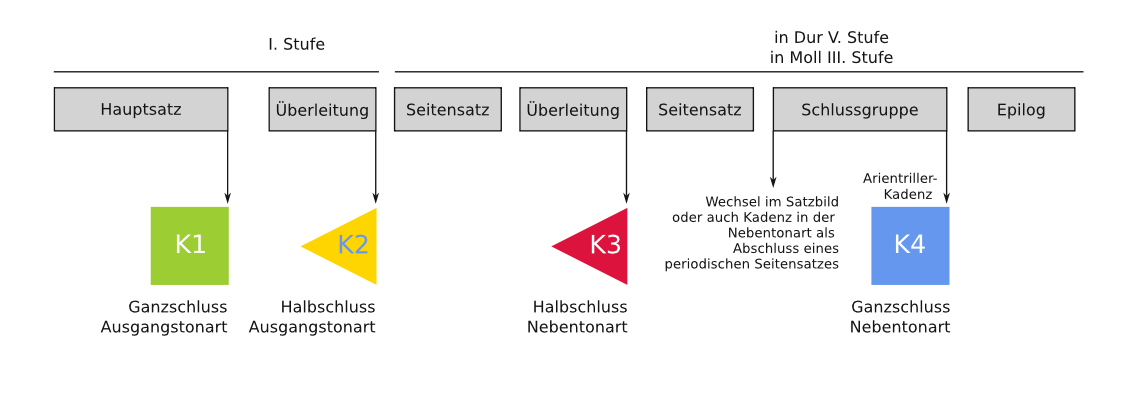 I. Stufe
in Dur V. Stufe
in Moll III. Stufe
Hauptsatz
Überleitung
Seitensatz
Überleitung
Seitensatz
Schlussgruppe
Epilog
Arientriller-
Kadenz
Wechsel im Satzbild
oder auch Kadenz in der
Nebentonart als
Abschluss eines
periodischen Seitensatzes
K1
K2
K3
K4
Ganzschluss
Ausgangstonart
Halbschluss
Ausgangstonart
Halbschluss
Nebentonart
Ganzschluss
Nebentonart